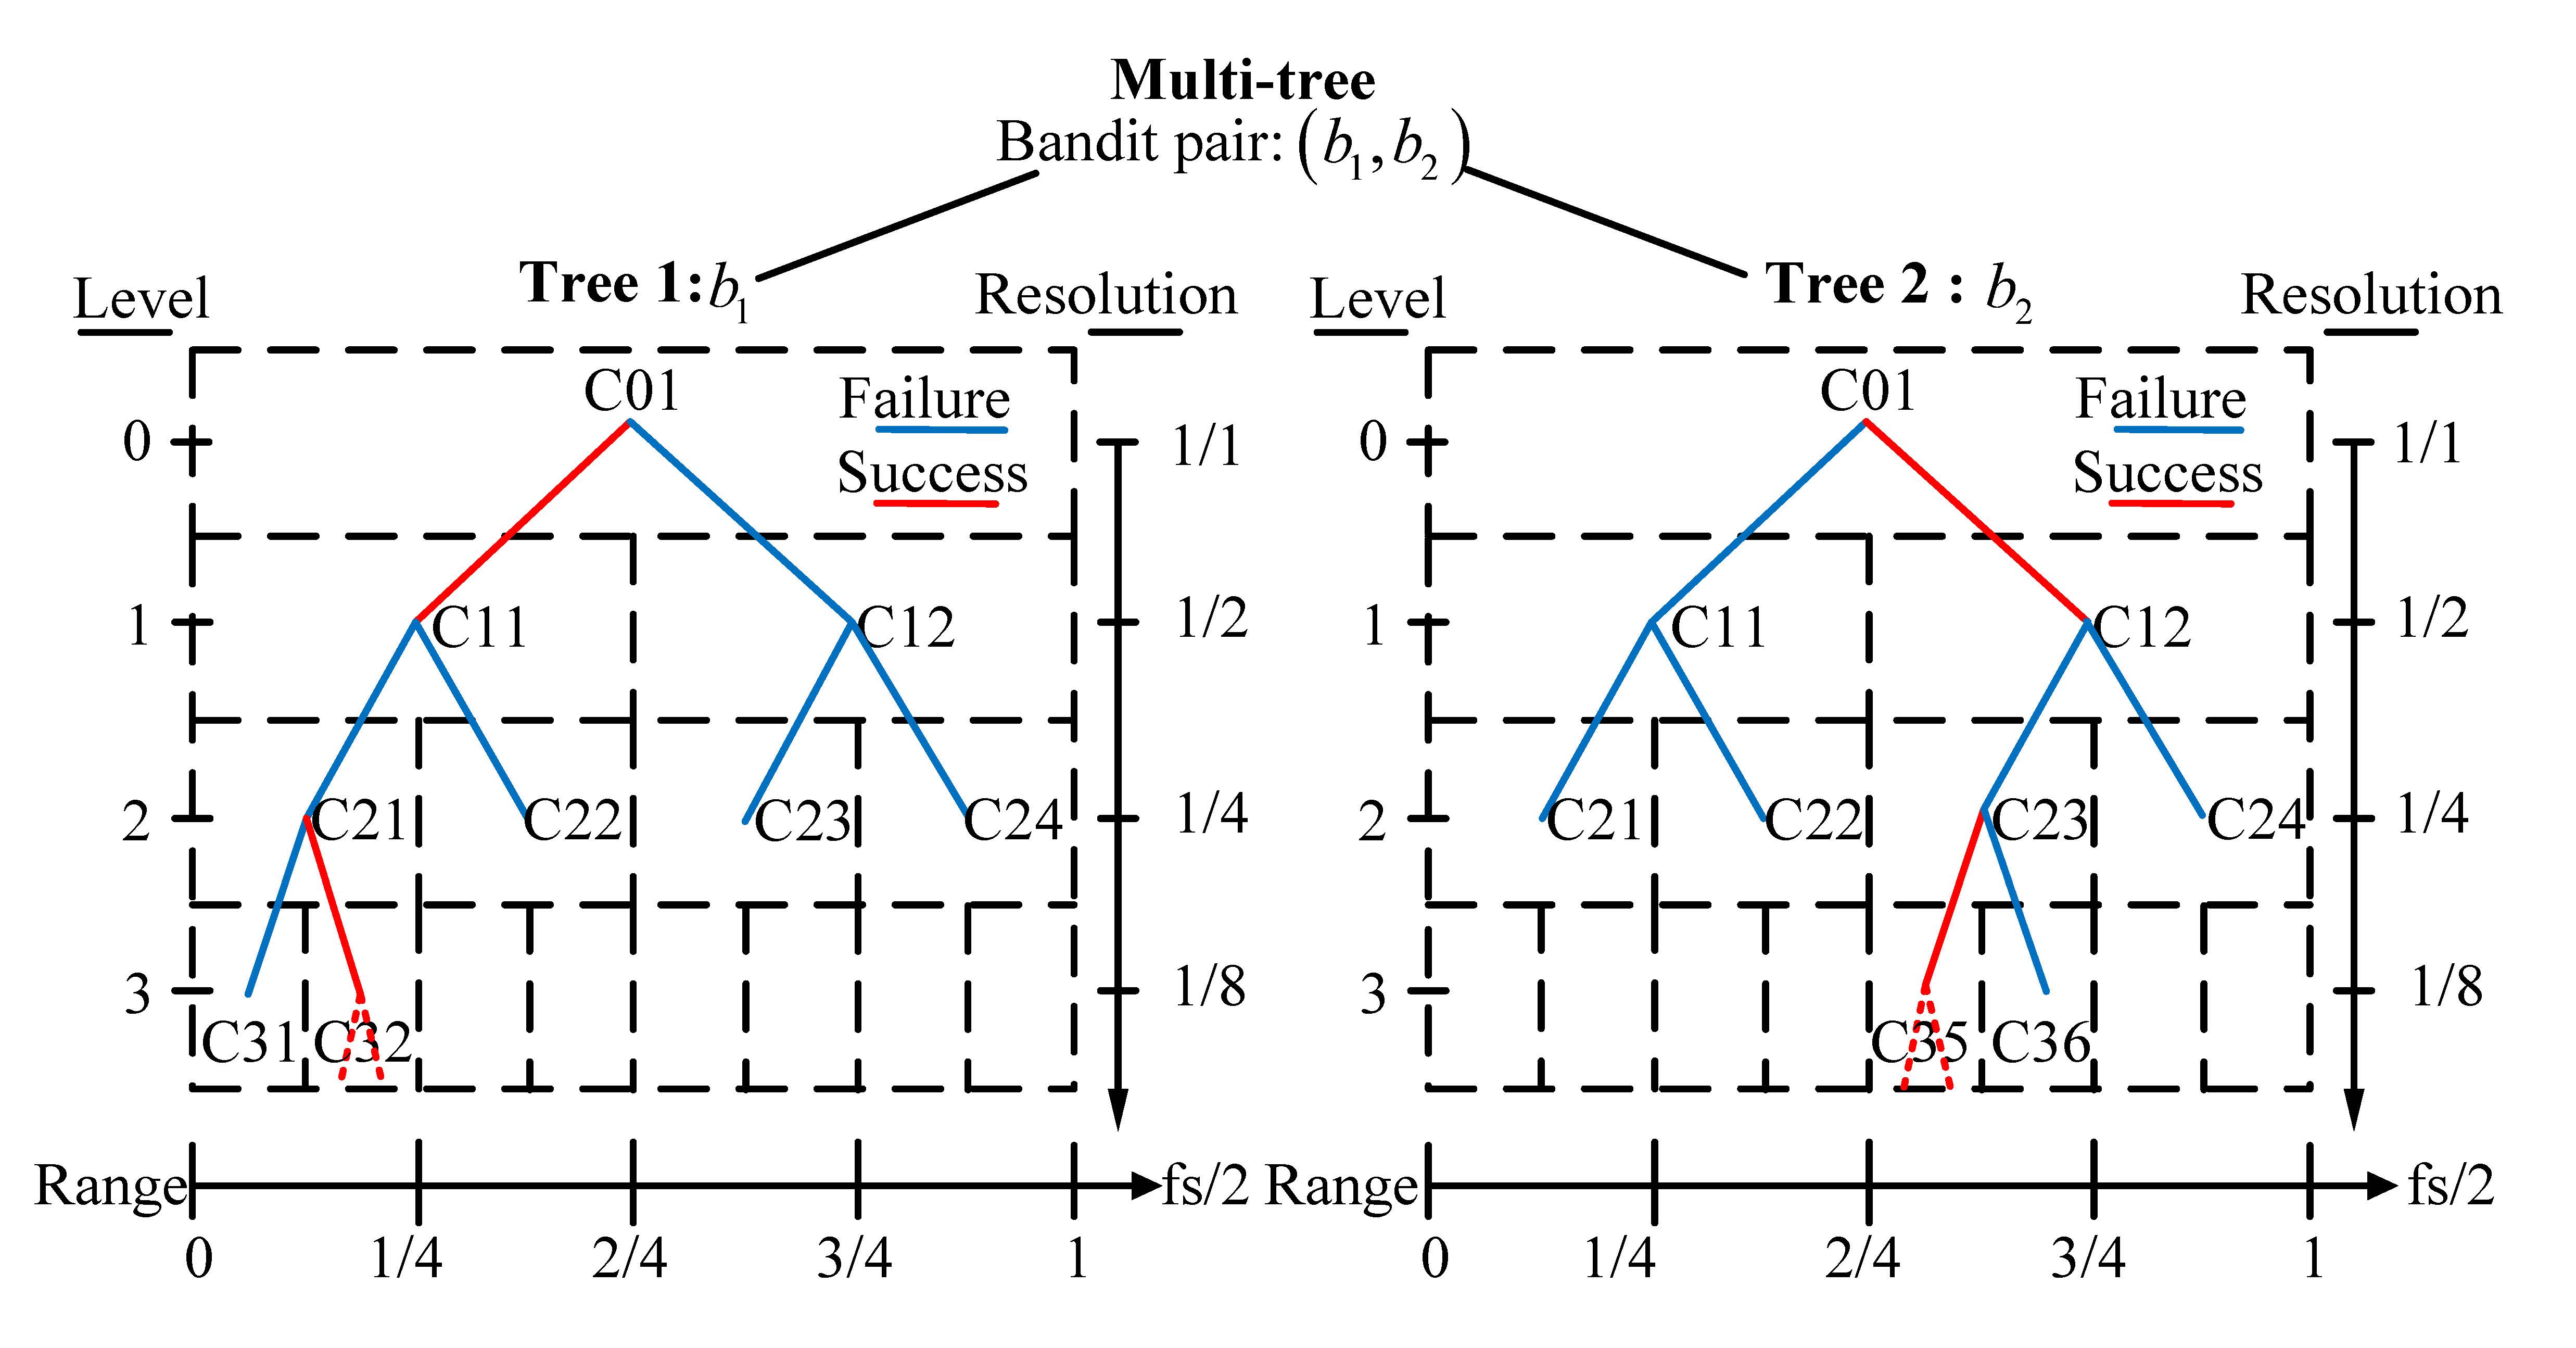 Multi-tree
Bandit pair: (b₁, b₂)
Tree 1: b₁
Level
Resolution
C01
Failure
Success
0
1/1
C11
C12
1
1/2
C21
C22
C23
C24
2
1/4
C31
C32
3
1/8
Range
fs/2
0
1/4
2/4
3/4
1
Tree 2 : b₂
Level
Resolution
C01
Failure
Success
0
1/1
C11
C12
1
1/2
C21
C22
C23
C24
2
1/4
C35
C36
3
1/8
Range
fs/2
0
1/4
2/4
3/4
1